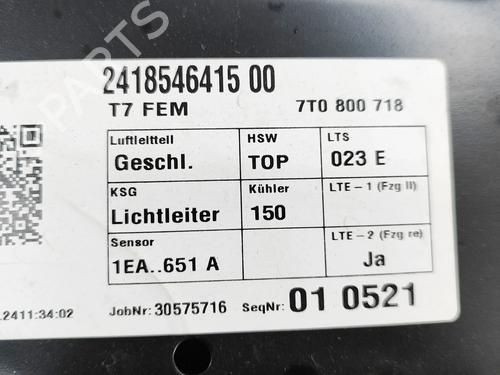 PARTS
2418546415 00
T7 FEM 7T0 800 718
Luftleitteil HSW LTS
Geschl. TOP 023 E
KSG Kühler LTE-1 (Fzg li)
Lichtleiter 150
Sensor LTE-2 (Fzg re)
1EA..651 A Ja
.2411:34:02 JobNr: 30575716 SeqNr: 01 0521